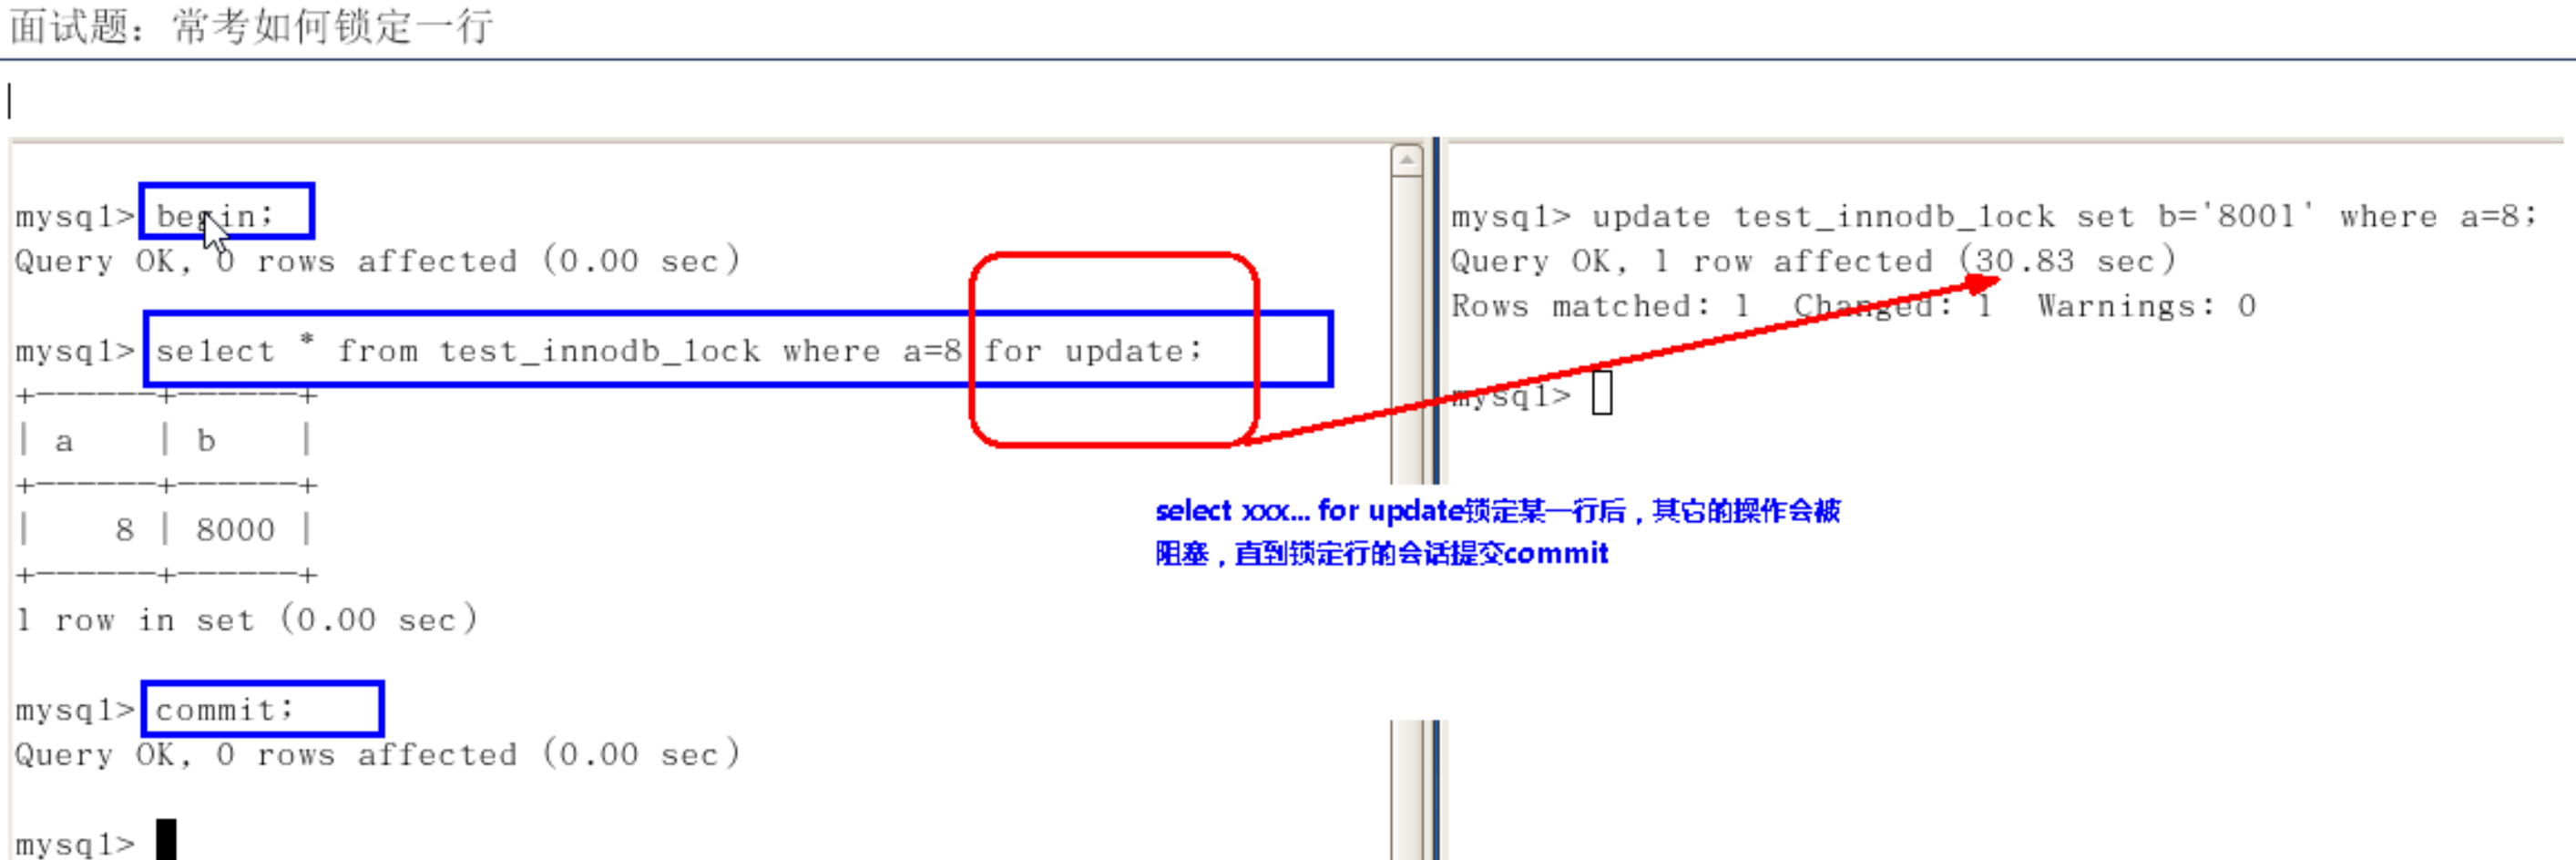 面试题：常考如何锁定一行
mysql> begin;
Query OK, 0 rows affected (0.00 sec)
mysql> select * from test_innodb_lock where a=8 for update;
+------+------+
| a    | b    |
+------+------+
|    8 | 8000 |
+------+------+
1 row in set (0.00 sec)
mysql> commit;
Query OK, 0 rows affected (0.00 sec)
mysql>
mysql> update test_innodb_lock set b='8001' where a=8;
Query OK, 1 row affected (30.83 sec)
Rows matched: 1  Changed: 1  Warnings: 0
mysql>
select xxx... for update锁定某一行后，其它的操作会被
阻塞，直到锁定行的会话提交commit